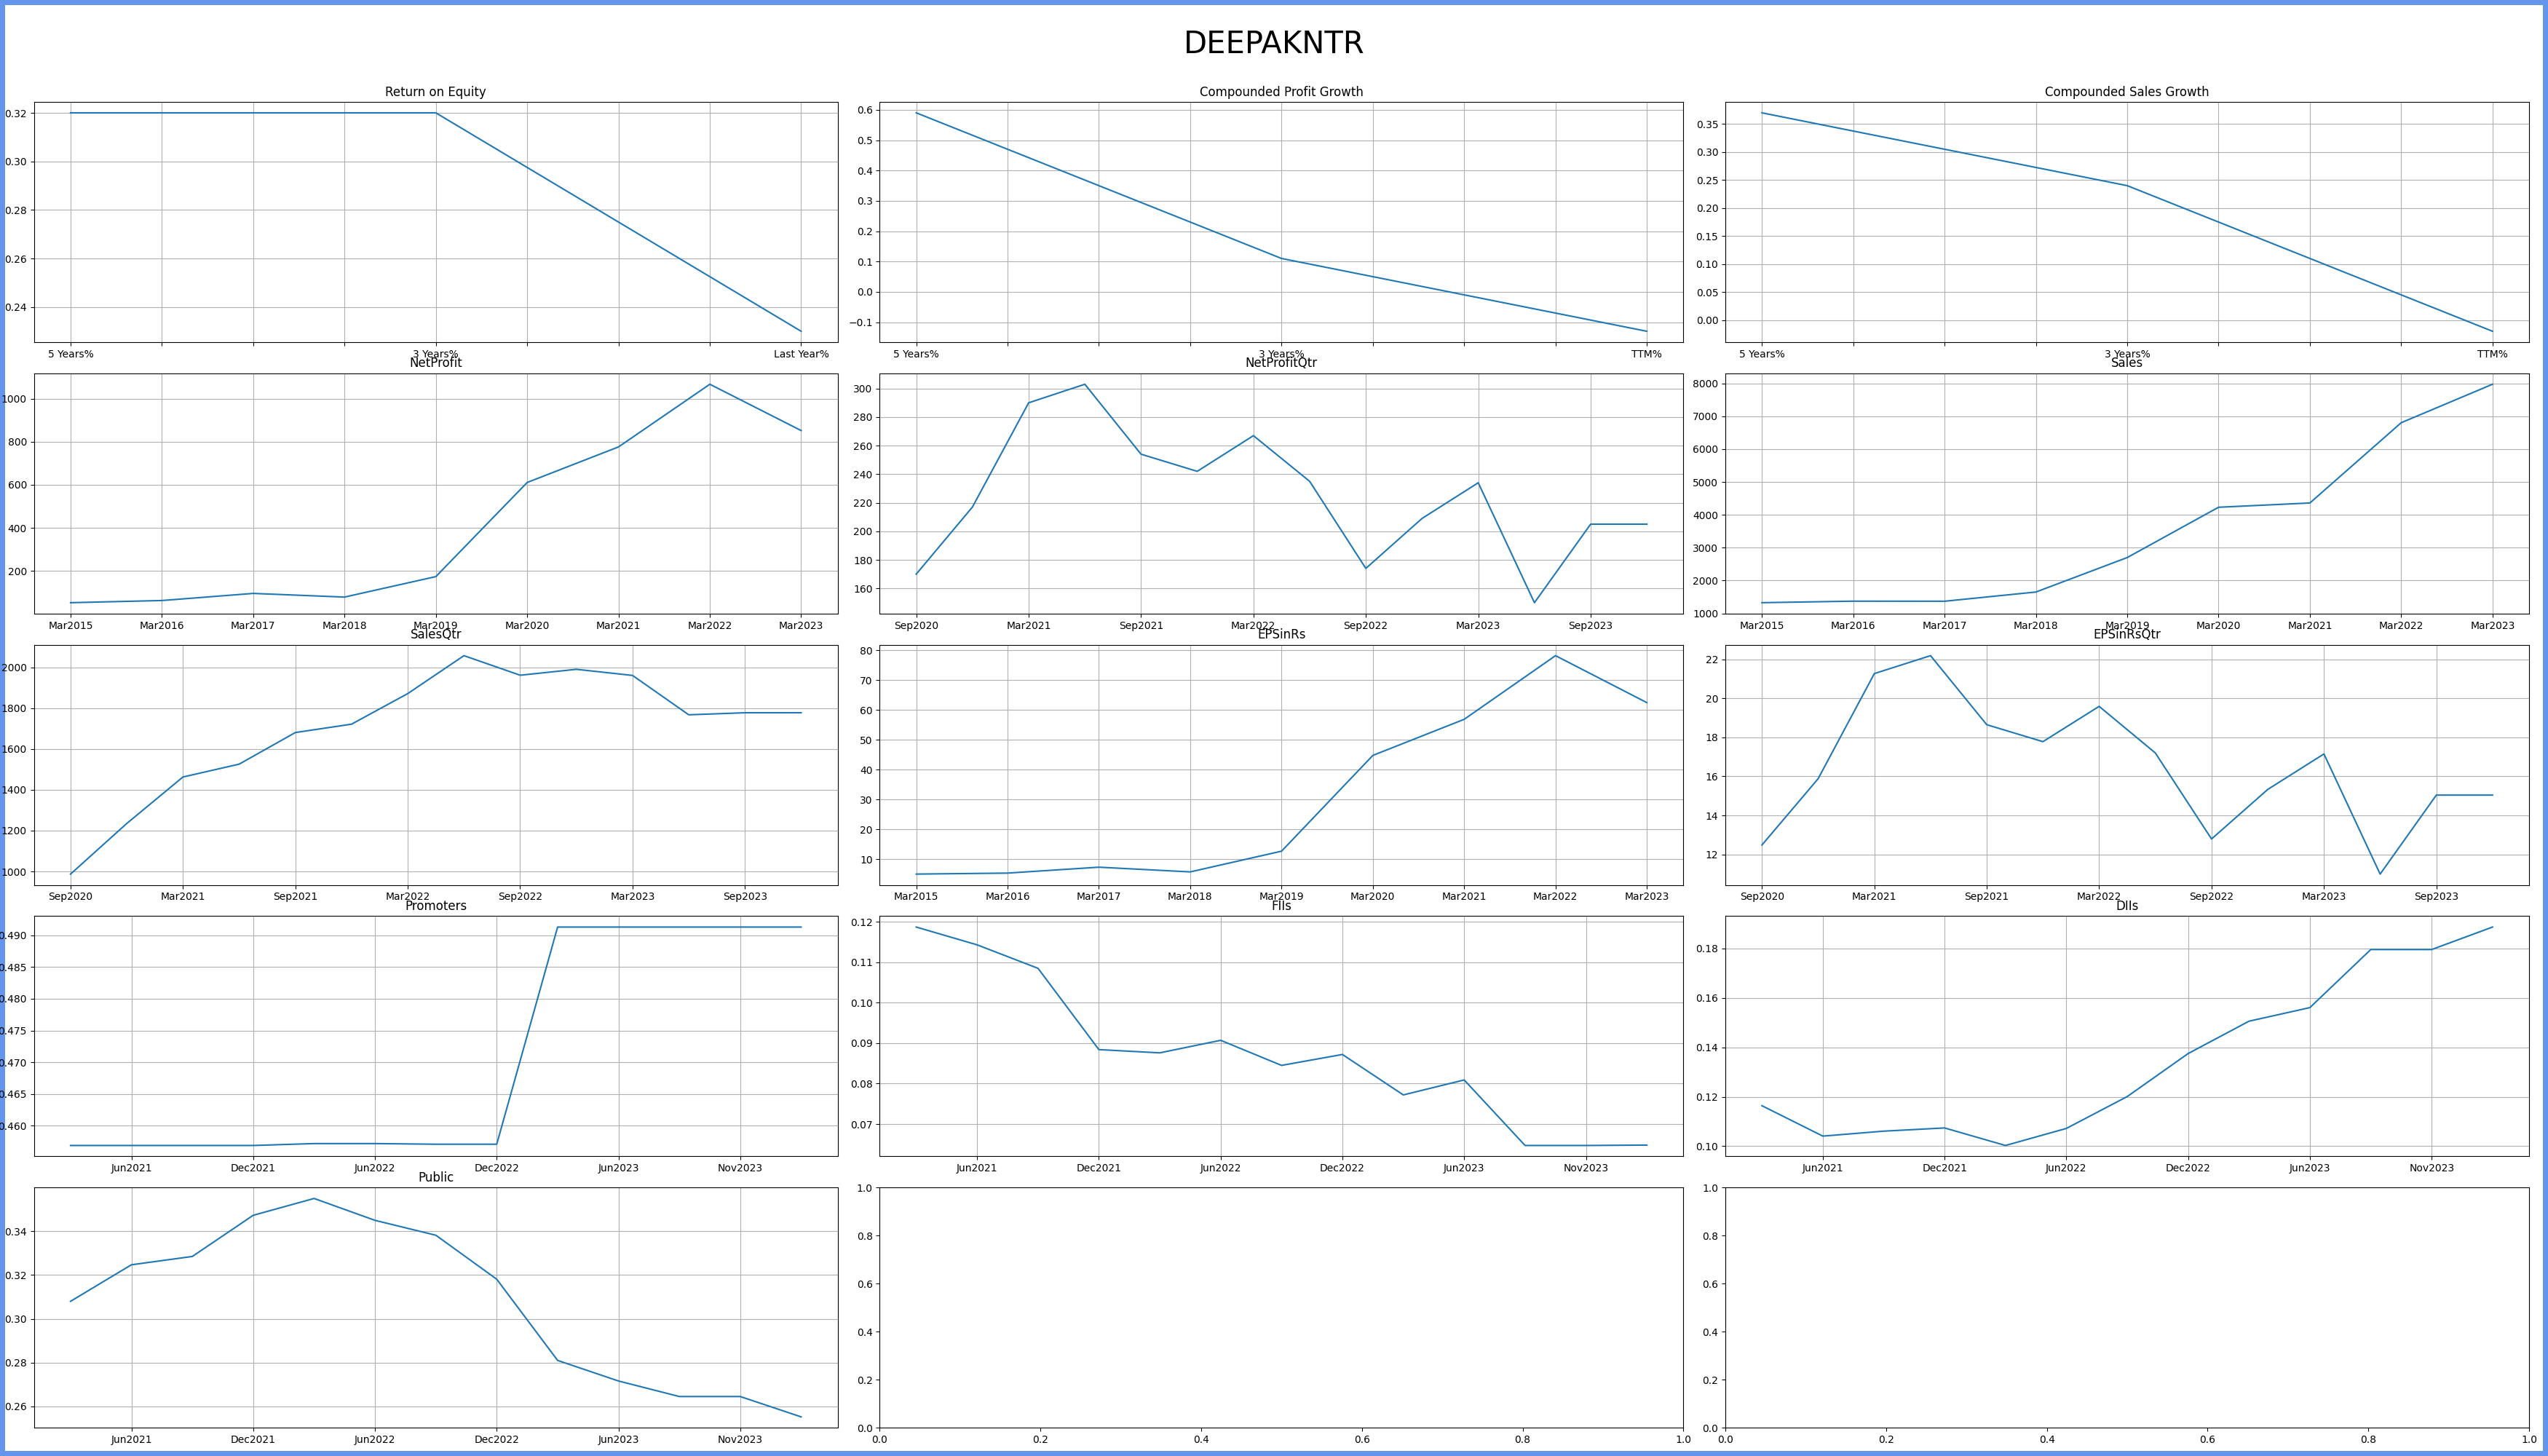 DEEPAKNTR
Return on Equity
0.32
0.30
0.28
0.26
0.24
5 Years%
3 Years%
Last Year%
Compounded Profit Growth
0.6
0.5
0.4
0.3
0.2
0.1
0.0
−0.1
5 Years%
3 Years%
TTM%
Compounded Sales Growth
0.35
0.30
0.25
0.20
0.15
0.10
0.05
0.00
5 Years%
3 Years%
TTM%
NetProfit
1000
800
600
400
200
Mar2015 Mar2016 Mar2017 Mar2018 Mar2019 Mar2020 Mar2021 Mar2022 Mar2023
NetProfitQtr
300
280
260
240
220
200
180
160
Sep2020 Mar2021 Sep2021 Mar2022 Sep2022 Mar2023 Sep2023
Sales
8000
7000
6000
5000
4000
3000
2000
1000
Mar2015 Mar2016 Mar2017 Mar2018 Mar2019 Mar2020 Mar2021 Mar2022 Mar2023
SalesQtr
2000
1800
1600
1400
1200
1000
Sep2020 Mar2021 Sep2021 Mar2022 Sep2022 Mar2023 Sep2023
EPSinRs
80
70
60
50
40
30
20
10
Mar2015 Mar2016 Mar2017 Mar2018 Mar2019 Mar2020 Mar2021 Mar2022 Mar2023
EPSinRsQtr
22
20
18
16
14
12
Sep2020 Mar2021 Sep2021 Mar2022 Sep2022 Mar2023 Sep2023
Promoters
0.490
0.485
0.480
0.475
0.470
0.465
0.460
Jun2021 Dec2021 Jun2022 Dec2022 Jun2023 Nov2023
FIIs
0.12
0.11
0.10
0.09
0.08
0.07
Jun2021 Dec2021 Jun2022 Dec2022 Jun2023 Nov2023
DIIs
0.18
0.16
0.14
0.12
0.10
Jun2021 Dec2021 Jun2022 Dec2022 Jun2023 Nov2023
Public
0.34
0.32
0.30
0.28
0.26
Jun2021 Dec2021 Jun2022 Dec2022 Jun2023 Nov2023
1.0
0.8
0.6
0.4
0.2
0.0
0.0 0.2 0.4 0.6 0.8 1.0
1.0
0.8
0.6
0.4
0.2
0.0
0.0 0.2 0.4 0.6 0.8 1.0